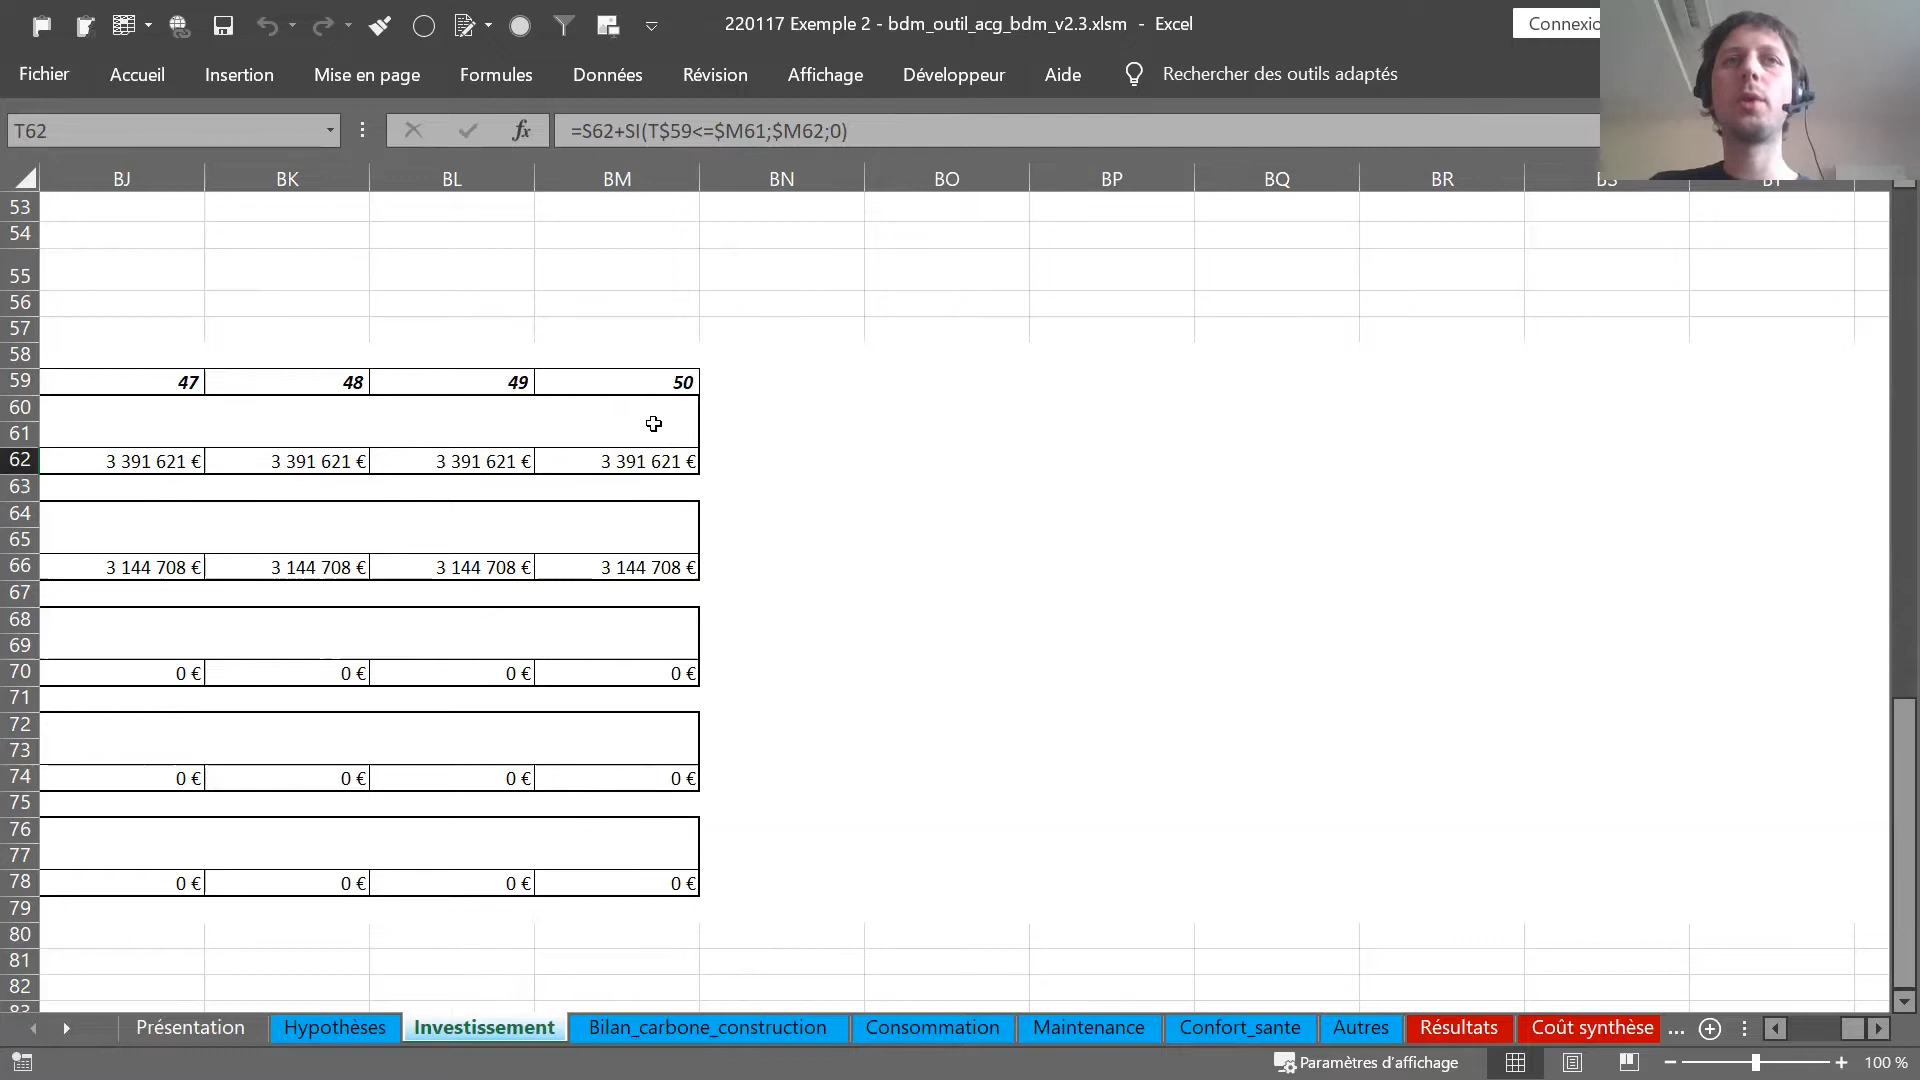 220117 Exemple 2 - bdm_outil_acg_bdm_v2.3.xlsm - Excel
Connexio
Fichier Accueil Insertion Mise en page Formules Données Révision Affichage Développeur Aide Rechercher des outils adaptés
T62 fx =S62+SI(T$59<=$M61;$M62;0)
BJ BK BL BM BN BO BP BQ BR
53
54
55
56
57
58
59 47 48 49 50
60
61
62 3 391 621 € 3 391 621 € 3 391 621 € 3 391 621 €
63
64
65
66 3 144 708 € 3 144 708 € 3 144 708 € 3 144 708 €
67
68
69
70 0 € 0 € 0 € 0 €
71
72
73
74 0 € 0 € 0 € 0 €
75
76
77
78 0 € 0 € 0 € 0 €
79
80
81
82
Présentation Hypothèses Investissement Bilan_carbone_construction Consommation Maintenance Confort_sante Autres Résultats Coût synthèse ...
Paramètres d'affichage 100 %